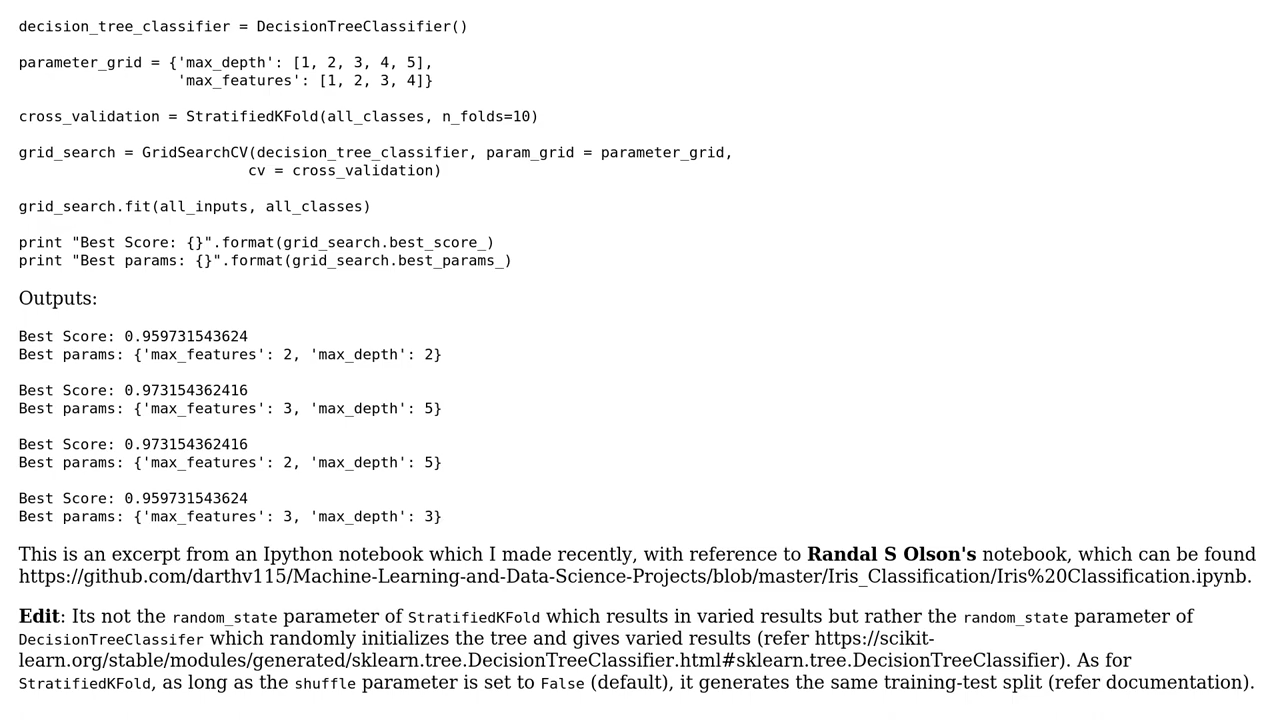 decision_tree_classifier = DecisionTreeClassifier()
parameter_grid = {'max_depth': [1, 2, 3, 4, 5],
'max_features': [1, 2, 3, 4]}
cross_validation = StratifiedKFold(all_classes, n_folds=10)
grid_search = GridSearchCV(decision_tree_classifier, param_grid = parameter_grid,
cv = cross_validation)
grid_search.fit(all_inputs, all_classes)
print "Best Score: {}".format(grid_search.best_score_)
print "Best params: {}".format(grid_search.best_params_)
Outputs:
Best Score: 0.959731543624
Best params: {'max_features': 2, 'max_depth': 2}
Best Score: 0.973154362416
Best params: {'max_features': 3, 'max_depth': 5}
Best Score: 0.973154362416
Best params: {'max_features': 2, 'max_depth': 5}
Best Score: 0.959731543624
Best params: {'max_features': 3, 'max_depth': 3}
This is an excerpt from an Ipython notebook which I made recently, with reference to Randal S Olson's notebook, which can be found
https://github.com/darthv115/Machine-Learning-and-Data-Science-Projects/blob/master/Iris_Classification/Iris%20Classification.ipynb.
Edit: Its not the random_state parameter of StratifiedKFold which results in varied results but rather the random_state parameter of
DecisionTreeClassifer which randomly initializes the tree and gives varied results (refer https://scikit-
learn.org/stable/modules/generated/sklearn.tree.DecisionTreeClassifier.html#sklearn.tree.DecisionTreeClassifier). As for
StratifiedKFold, as long as the shuffle parameter is set to False (default), it generates the same training-test split (refer documentation).